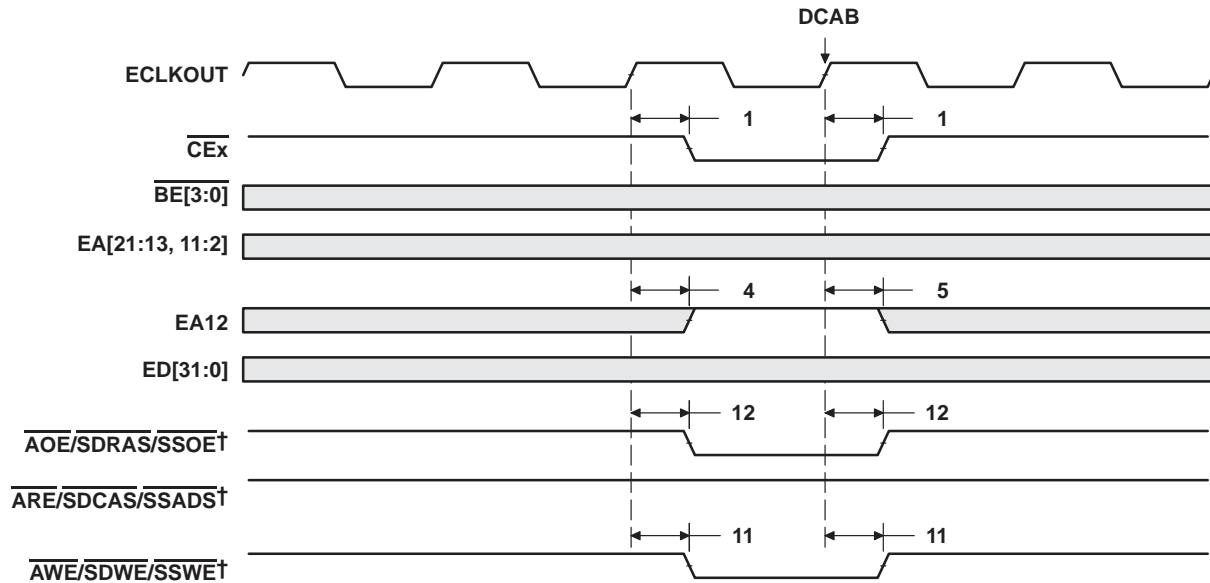 DCAB
ECLKOUT
1 1
CEx
BE[3:0]
EA[21:13, 11:2]
4 5
EA12
ED[31:0]
12 12
AOE/SDRAS/SSOE†
ARE/SDCAS/SSADS†
11 11
AWE/SDWE/SSWE†